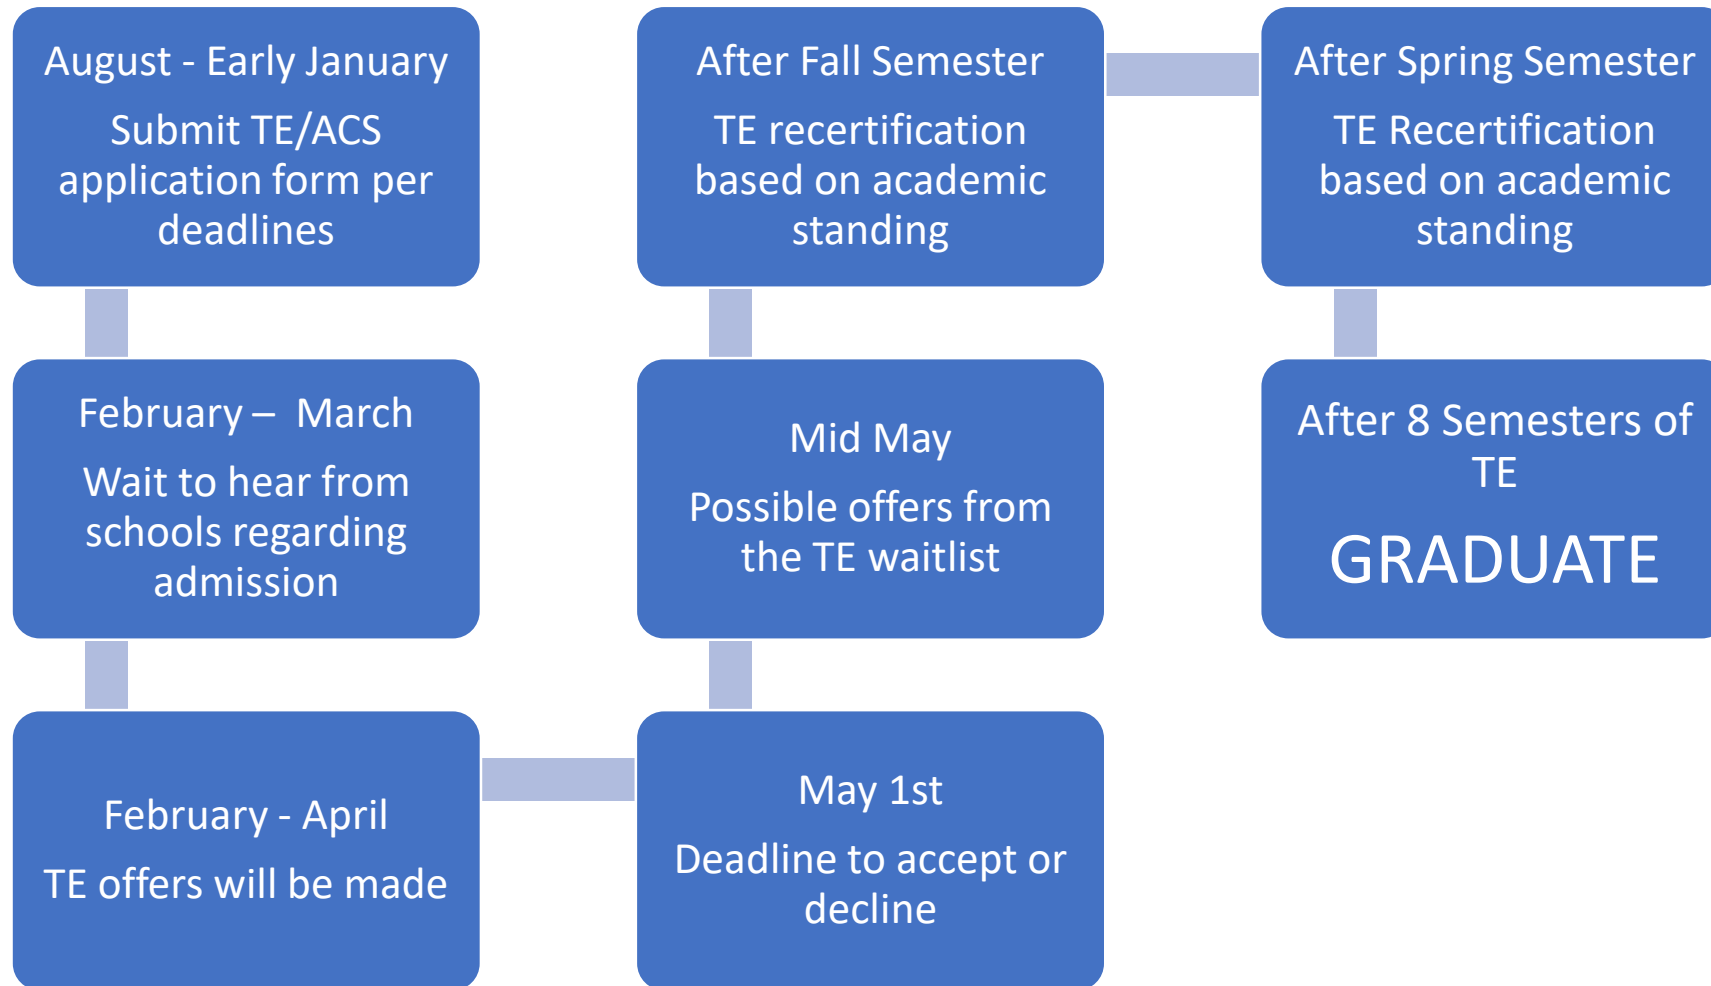 August - Early January
Submit TE/ACS
application form per
deadlines
February – March
Wait to hear from
schools regarding
admission
February - April
TE offers will be made
May 1st
Deadline to accept or
decline
Mid May
Possible offers from
the TE waitlist
After Fall Semester
TE recertification
based on academic
standing
After Spring Semester
TE Recertification
based on academic
standing
After 8 Semesters of
TE
GRADUATE